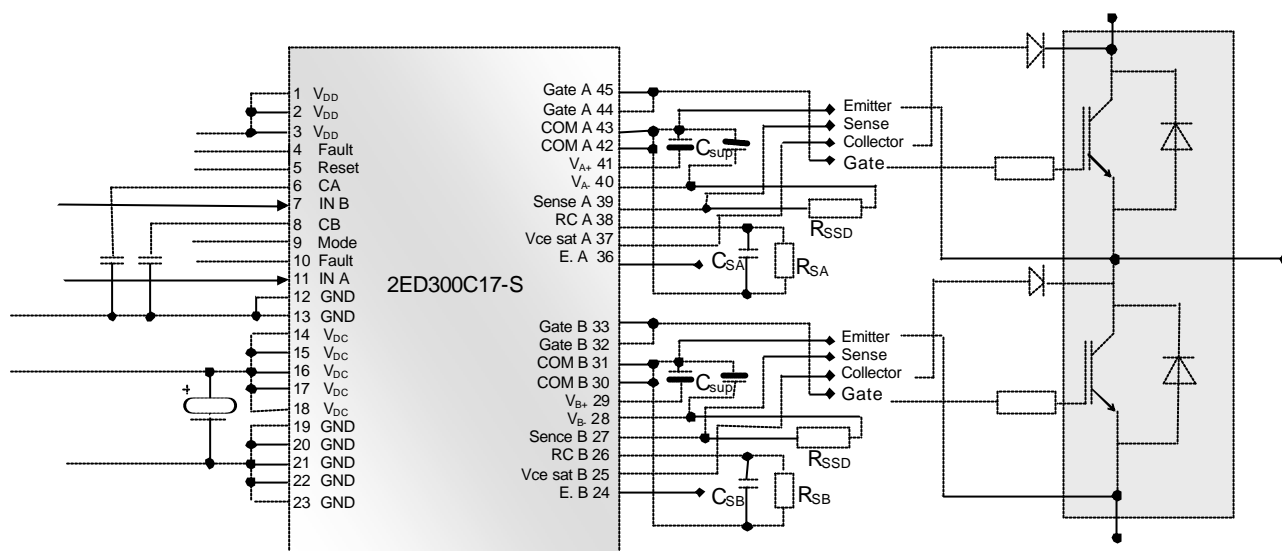 1 VDD
2 VDD
3 VDD
4 Fault
5 Reset
6 CA
7 IN B
8 CB
9 Mode
10 Fault
11 IN A
12 GND
13 GND
14 VDC
15 VDC
16 VDC
17 VDC
18 VDC
19 GND
20 GND
21 GND
22 GND
23 GND
+
2ED300C17-S
Gate A 45
Gate A 44
COM A 43
COM A 42
VA+ 41
VA- 40
Sense A 39
RC A 38
Vce sat A 37
E. A 36
Gate B 33
Gate B 32
COM B 31
COM B 30
VB+ 29
VB- 28
Sence B 27
RC B 26
Vce sat B 25
E. B 24
Csup
RSSD
CSA
RSA
Emitter
Sense
Collector
Gate
Csup
RSSD
CSB
RSB
Emitter
Sense
Collector
Gate